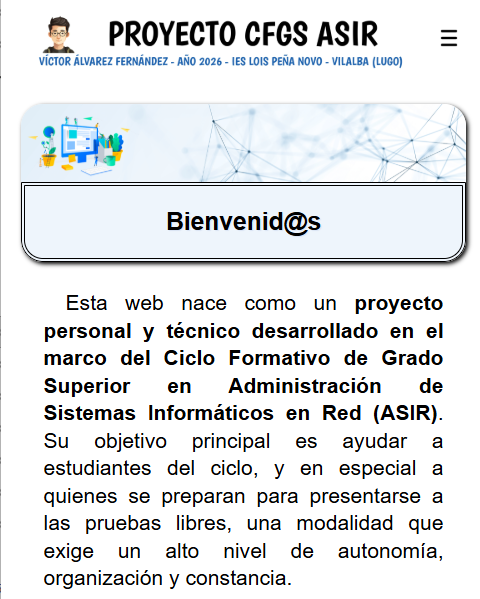 PROYECTO CFGS ASIR
VÍCTOR ÁLVAREZ FERNÁNDEZ - AÑO 2026 - IES LOIS PEÑA NOVO - VILALBA (LUGO)
Bienvenid@s
Esta web nace como un proyecto
personal y técnico desarrollado en el
marco del Ciclo Formativo de Grado
Superior en Administración de
Sistemas Informáticos en Red (ASIR).
Su objetivo principal es ayudar a
estudiantes del ciclo, y en especial a
quienes se preparan para presentarse a
las pruebas libres, una modalidad que
exige un alto nivel de autonomía,
organización y constancia.